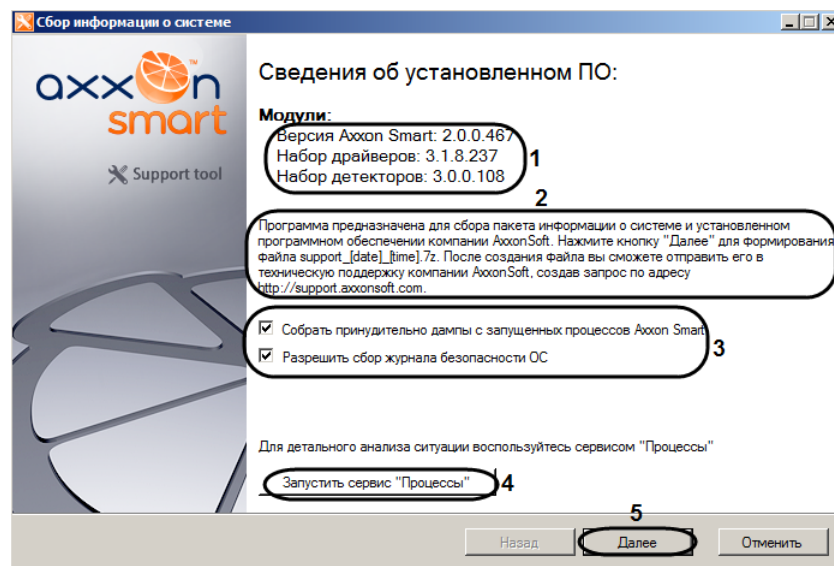 Сбор информации о системе
axxon™
smart
Support tool
Сведения об установленном ПО:
Модули:
Версия Axxon Smart: 2.0.0.467
Набор драйверов: 3.1.8.237
Набор детекторов: 3.0.0.108
1
2
Программа предназначена для сбора пакета информации о системе и установленном
программном обеспечении компании AxxonSoft. Нажмите кнопку "Далее" для формирования
файла support_[date]_[time].7z. После создания файла вы сможете отправить его в
техническую поддержку компании AxxonSoft, создав запрос по адресу
http://support.axxonsoft.com.
Собрать принудительно дампы с запущенных процессов Axxon Smart
Разрешить сбор журнала безопасности ОС
3
Для детального анализа ситуации воспользуйтесь сервисом "Процессы"
Запустить сервис "Процессы"
4
5
Назад
Далее
Отменить